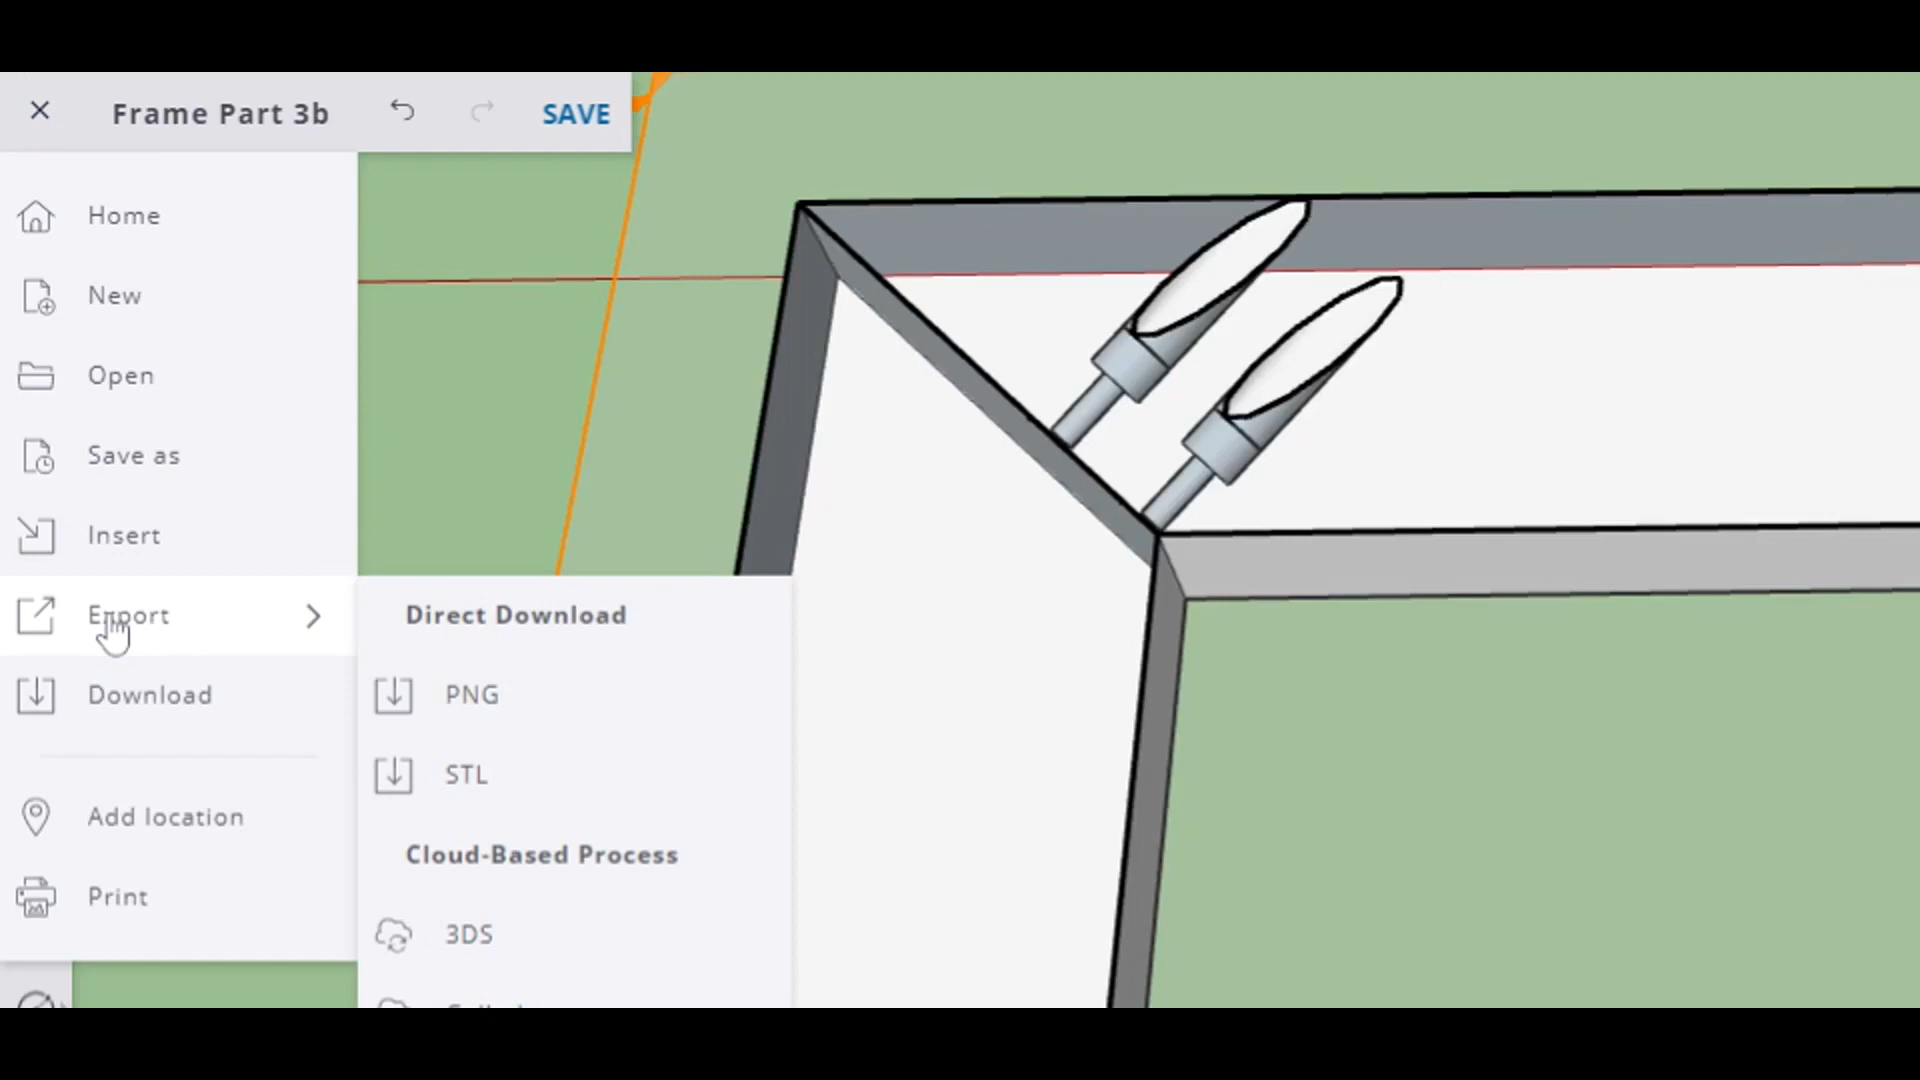 Frame Part 3b SAVE
Home
New
Open
Save as
Insert
Export
Download
Add location
Print
Direct Download
PNG
STL
Cloud-Based Process
3DS